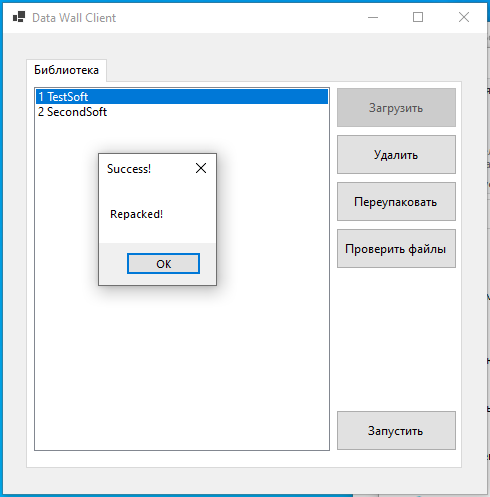 Data Wall Client
Библиотека
1 TestSoft
2 SecondSoft
Загрузить
Удалить
Переупаковать
Проверить файлы
Запустить
Success!
Repacked!
OK